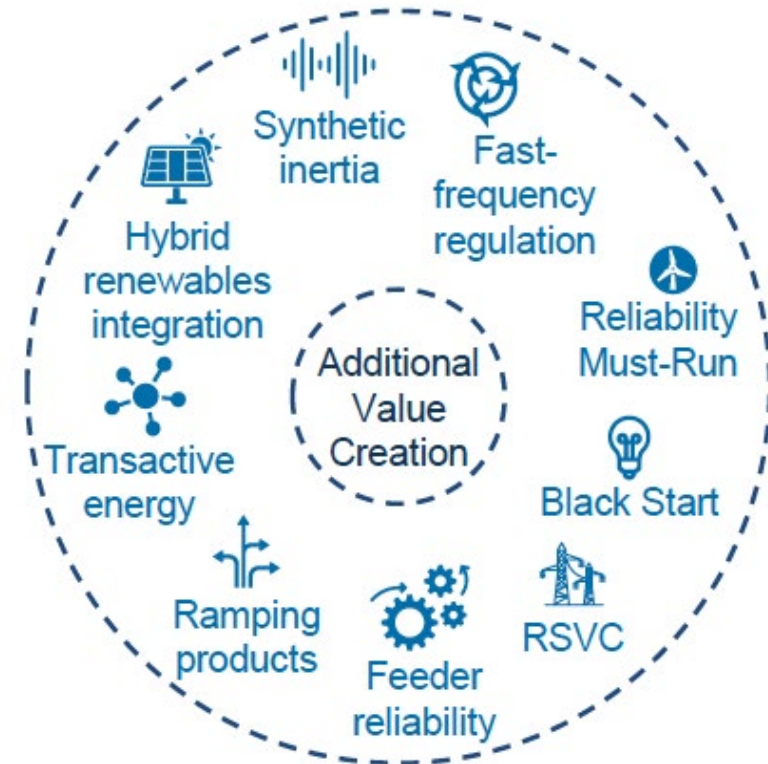 Synthetic
inertia
Fast-
frequency
regulation
Reliability
Must-Run
Black Start
RSVC
Feeder
reliability
Ramping
products
Transactive
energy
Hybrid
renewables
integration
Additional
Value
Creation